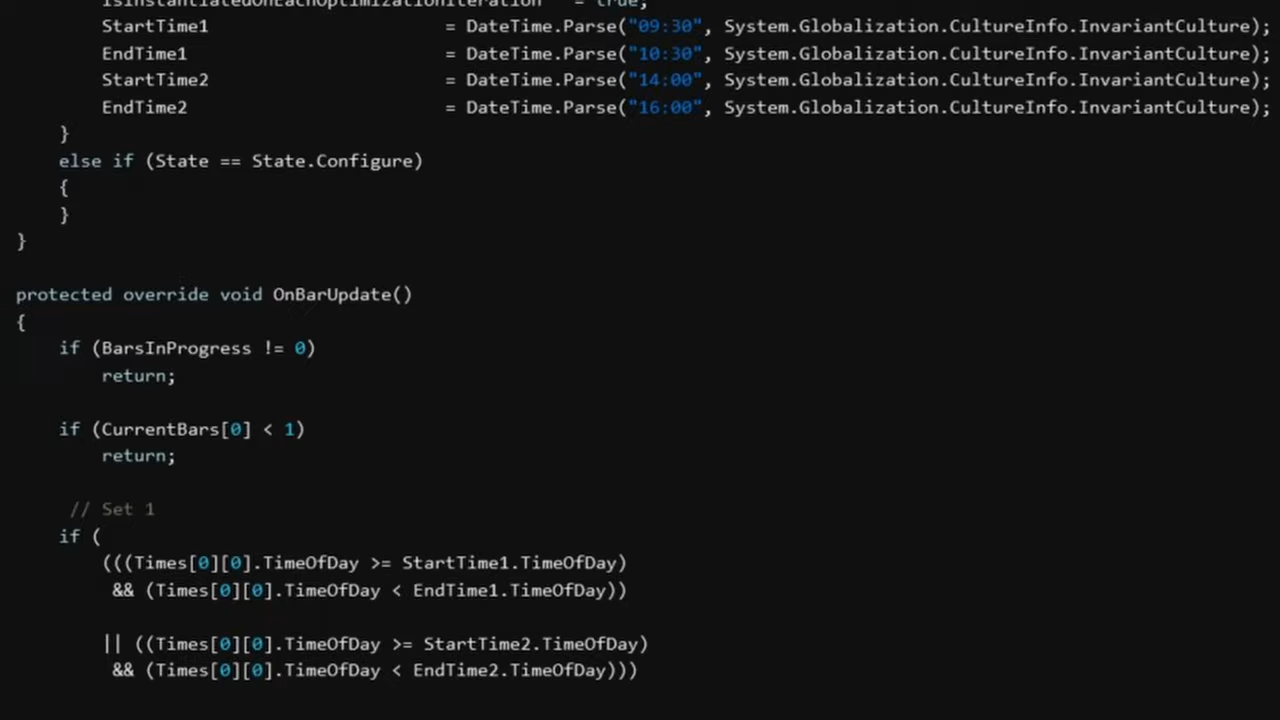 IsInstantiatedOnEachOptimizationIteration = true;
StartTime1 = DateTime.Parse("09:30", System.Globalization.CultureInfo.InvariantCulture);
EndTime1 = DateTime.Parse("10:30", System.Globalization.CultureInfo.InvariantCulture);
StartTime2 = DateTime.Parse("14:00", System.Globalization.CultureInfo.InvariantCulture);
EndTime2 = DateTime.Parse("16:00", System.Globalization.CultureInfo.InvariantCulture);
}
else if (State == State.Configure)
{
}
}
protected override void OnBarUpdate()
{
if (BarsInProgress != 0)
return;
if (CurrentBars[0] < 1)
return;
// Set 1
if (
(((Times[0][0].TimeOfDay >= StartTime1.TimeOfDay)
&& (Times[0][0].TimeOfDay < EndTime1.TimeOfDay))
|| ((Times[0][0].TimeOfDay >= StartTime2.TimeOfDay)
&& (Times[0][0].TimeOfDay < EndTime2.TimeOfDay)))